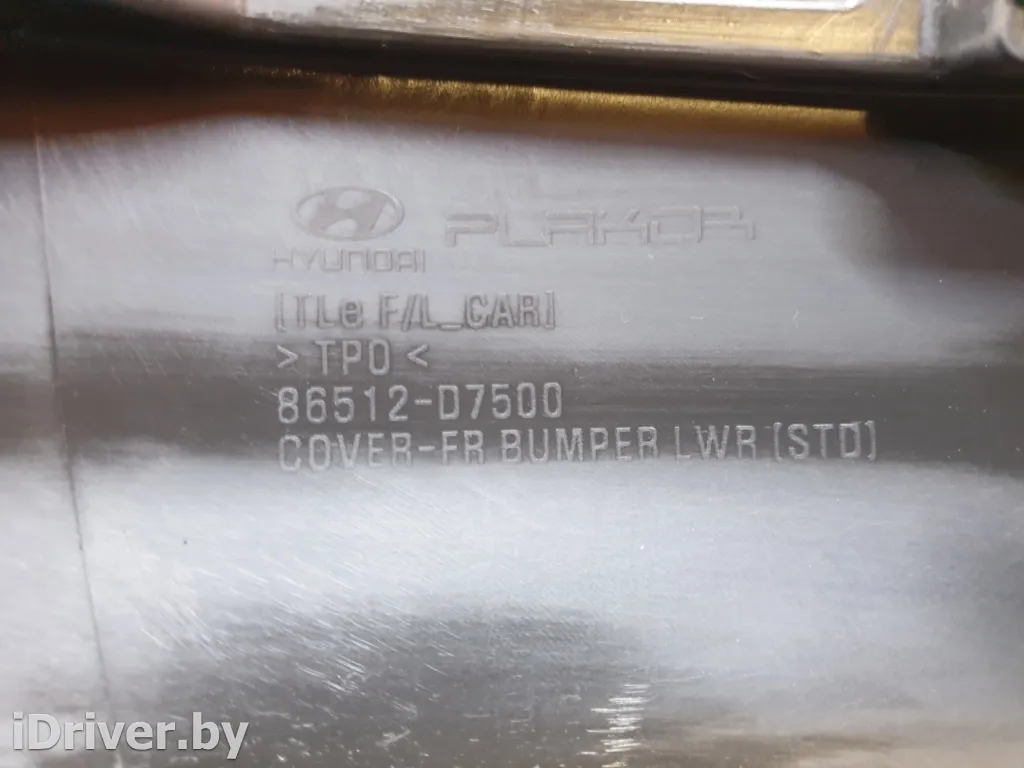 HYUNDAI PLAKOR
[TLe F/L_CAR]
>TPO<
86512-D7500
COVER-FR BUMPER LWR [STD]
iDriver.by